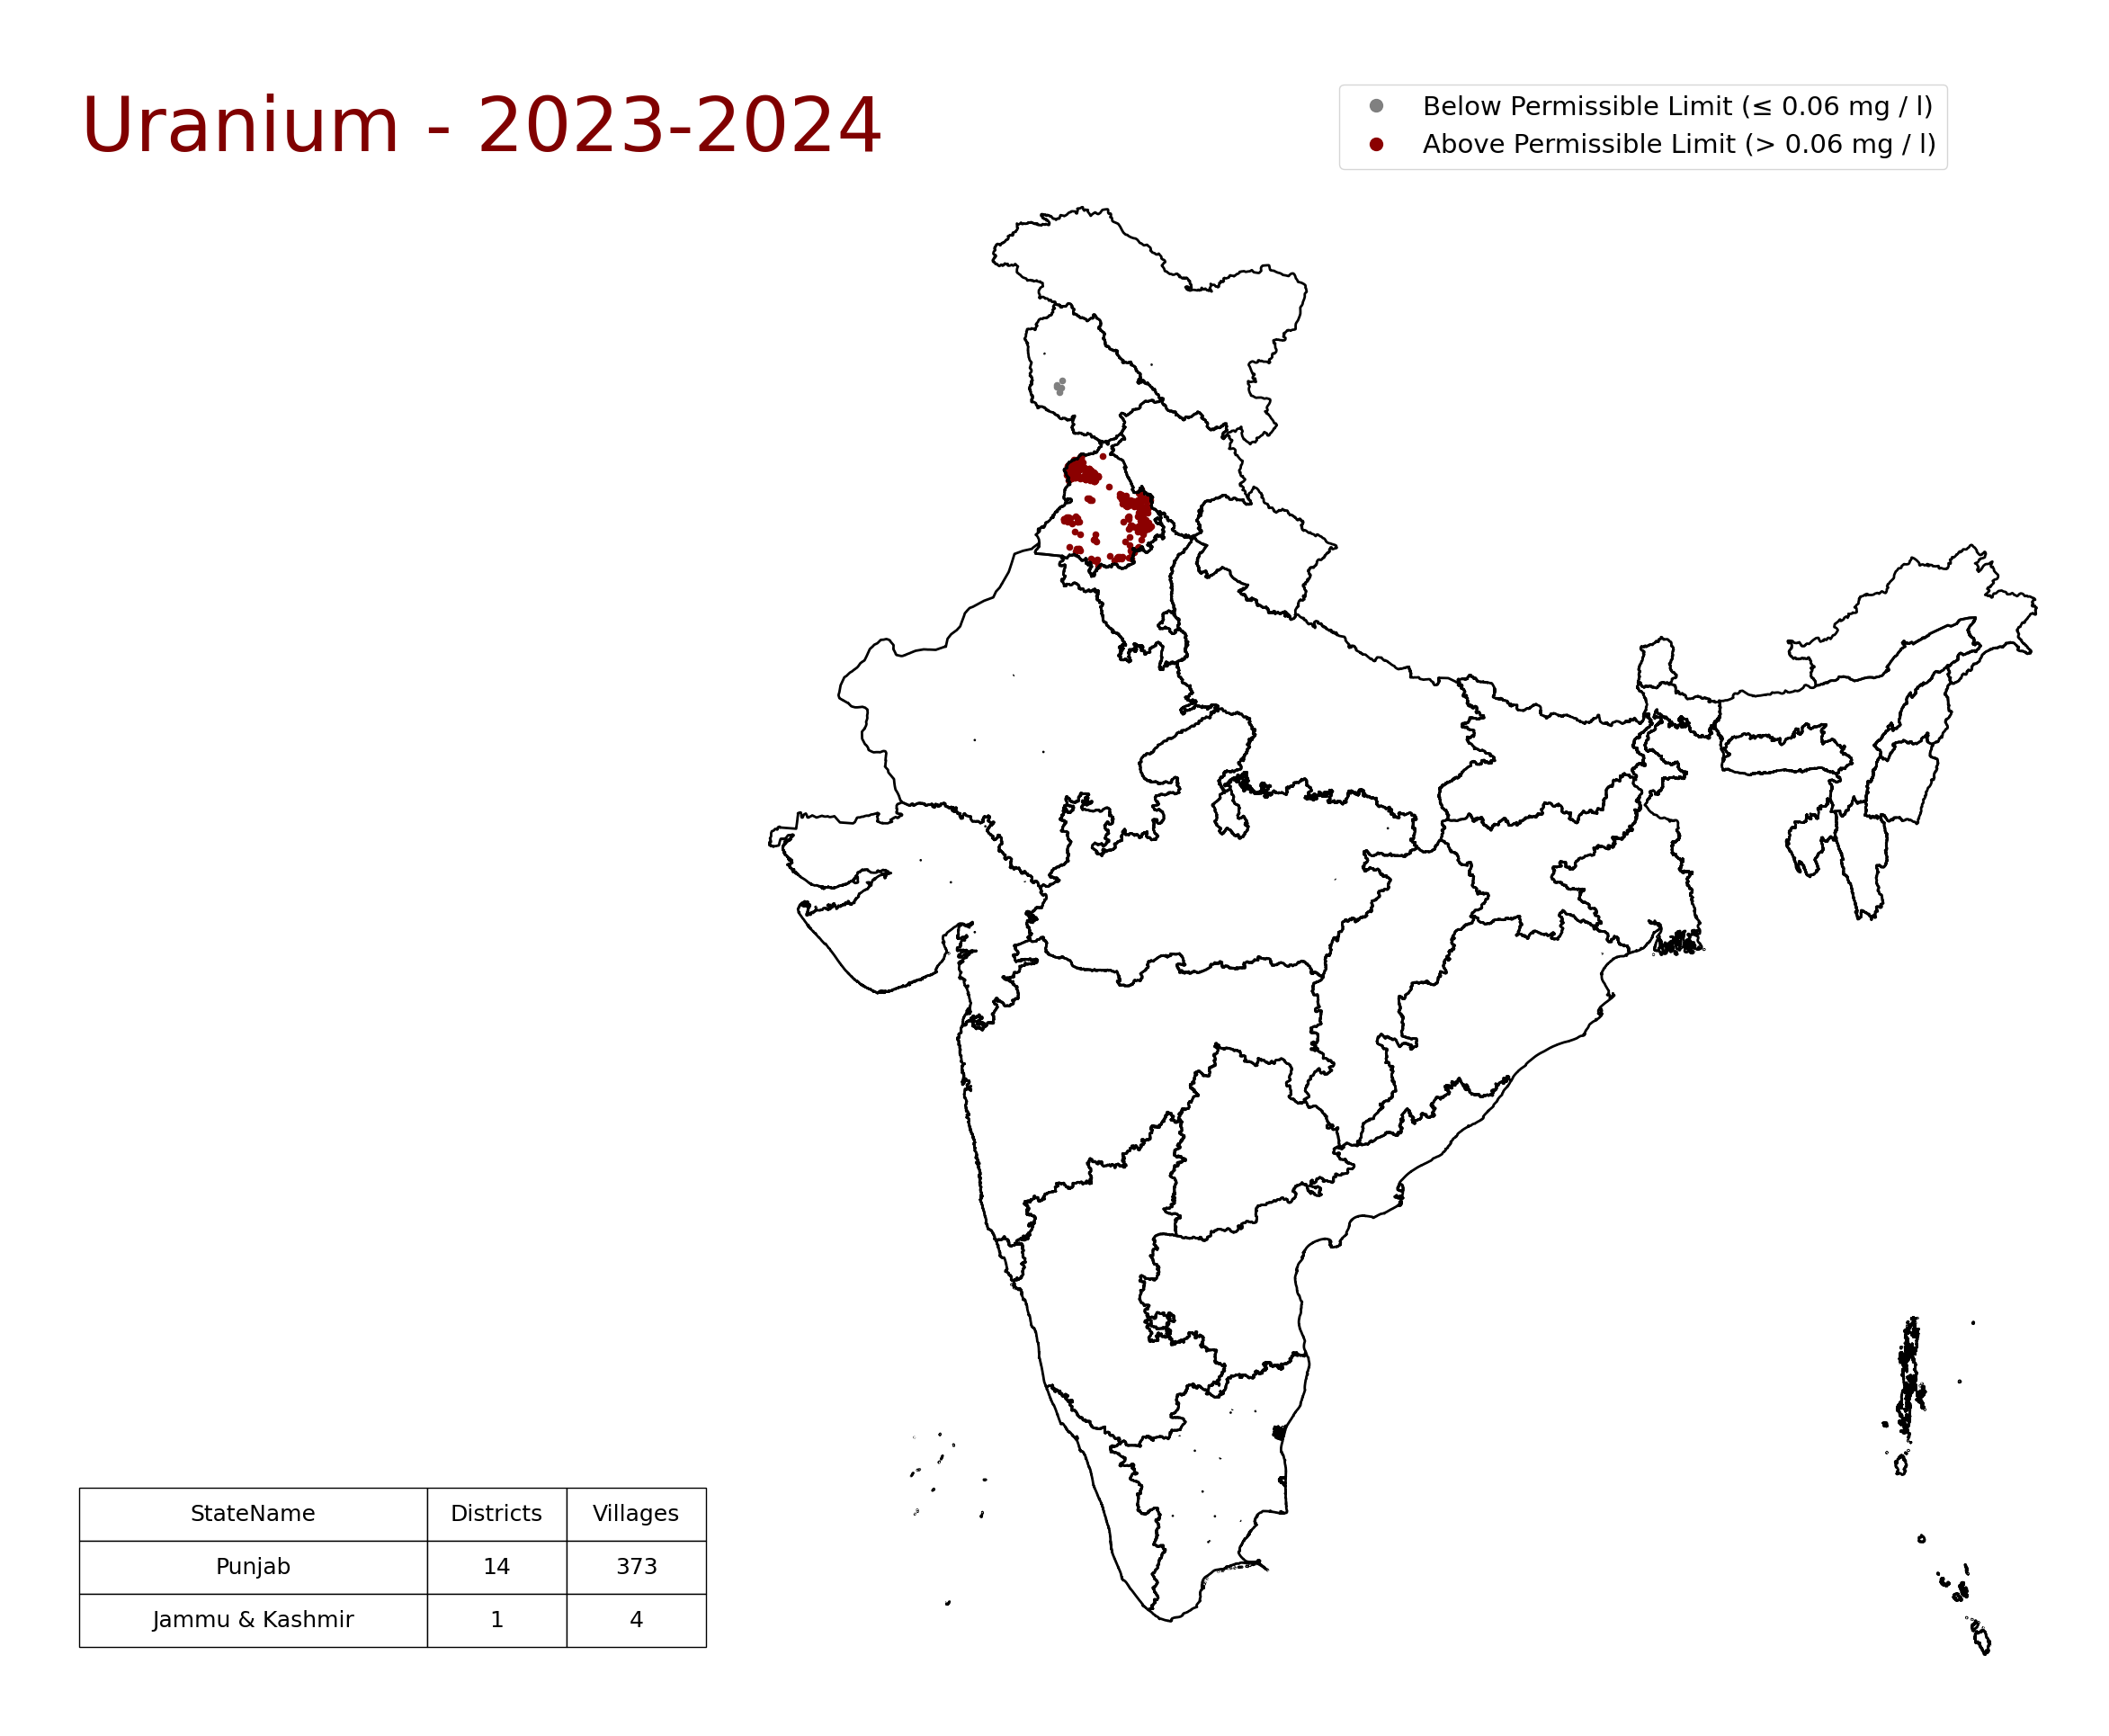 Uranium - 2023-2024
Below Permissible Limit (≤ 0.06 mg / l)
Above Permissible Limit (> 0.06 mg / l)
StateName Districts Villages
Punjab 14 373
Jammu & Kashmir 1 4